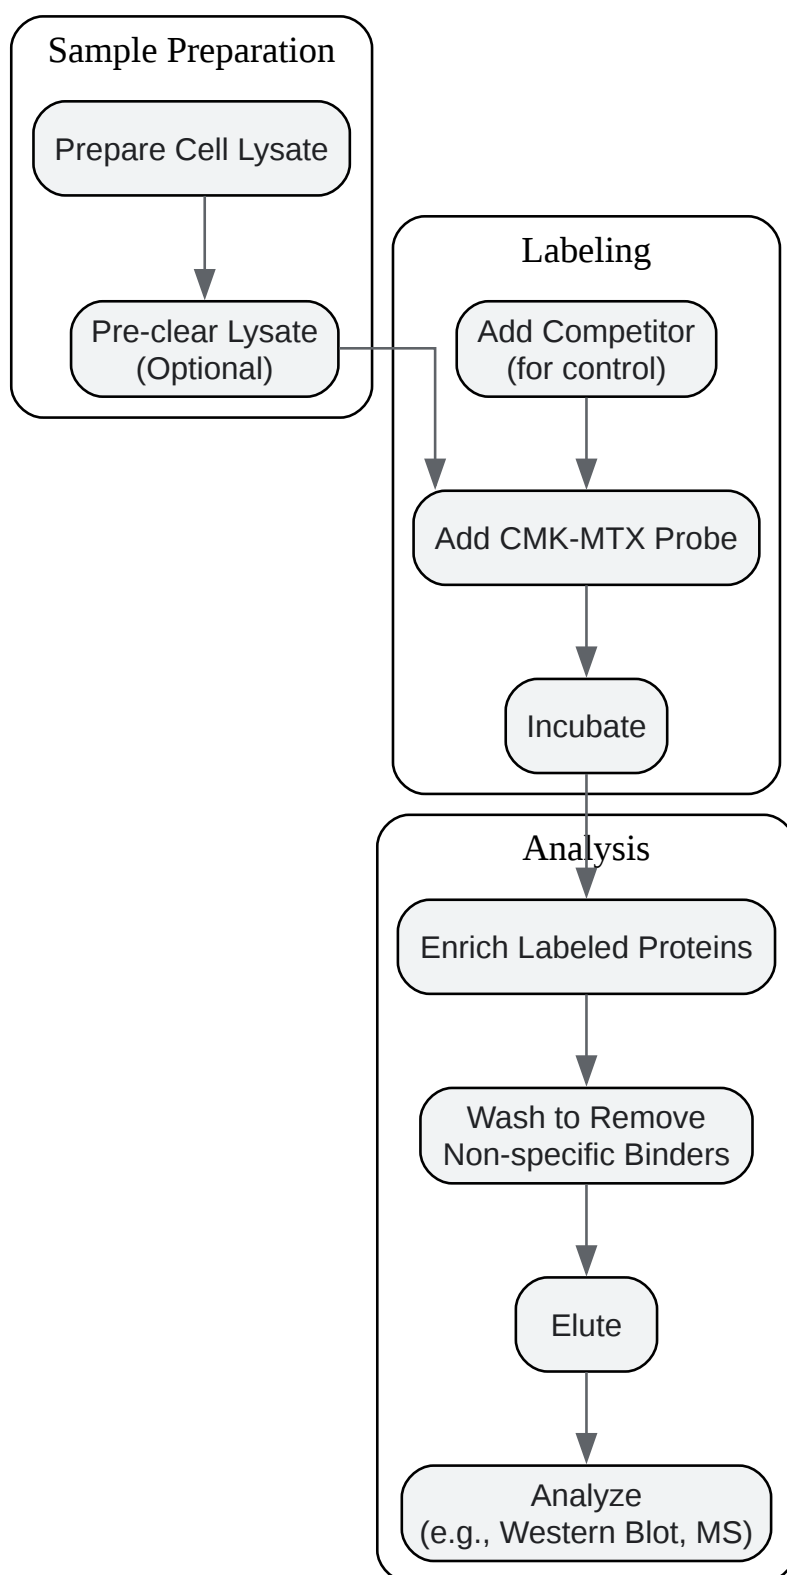 Sample Preparation
Prepare Cell Lysate
Pre-clear Lysate
(Optional)
Labeling
Add Competitor
(for control)
Add CMK-MTX Probe
Incubate
Analysis
Enrich Labeled Proteins
Wash to Remove
Non-specific Binders
Elute
Analyze
(e.g., Western Blot, MS)